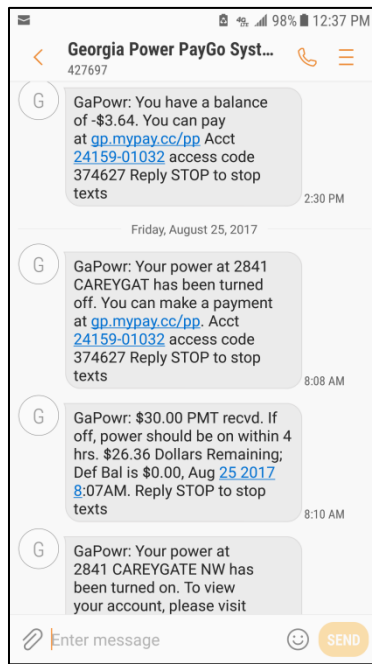 98% 12:37 PM
Georgia Power PayGo Syst...
427697
G
GaPowr: You have a balance
of -$3.64. You can pay
at gp.mypay.cc/pp Acct
24159-01032 access code
374627 Reply STOP to stop
texts
2:30 PM
Friday, August 25, 2017
G
GaPowr: Your power at 2841
CAREYGAT has been turned
off. You can make a payment
at gp.mypay.cc/pp. Acct
24159-01032 access code
374627 Reply STOP to stop
texts
8:08 AM
G
GaPowr: $30.00 PMT recvd. If
off, power should be on within 4
hrs. $26.36 Dollars Remaining;
Def Bal is $0.00, Aug 25 2017
8:07AM. Reply STOP to stop
texts
8:10 AM
G
GaPowr: Your power at
2841 CAREYGATE NW has
been turned on. To view
your account, please visit
Enter message
SEND